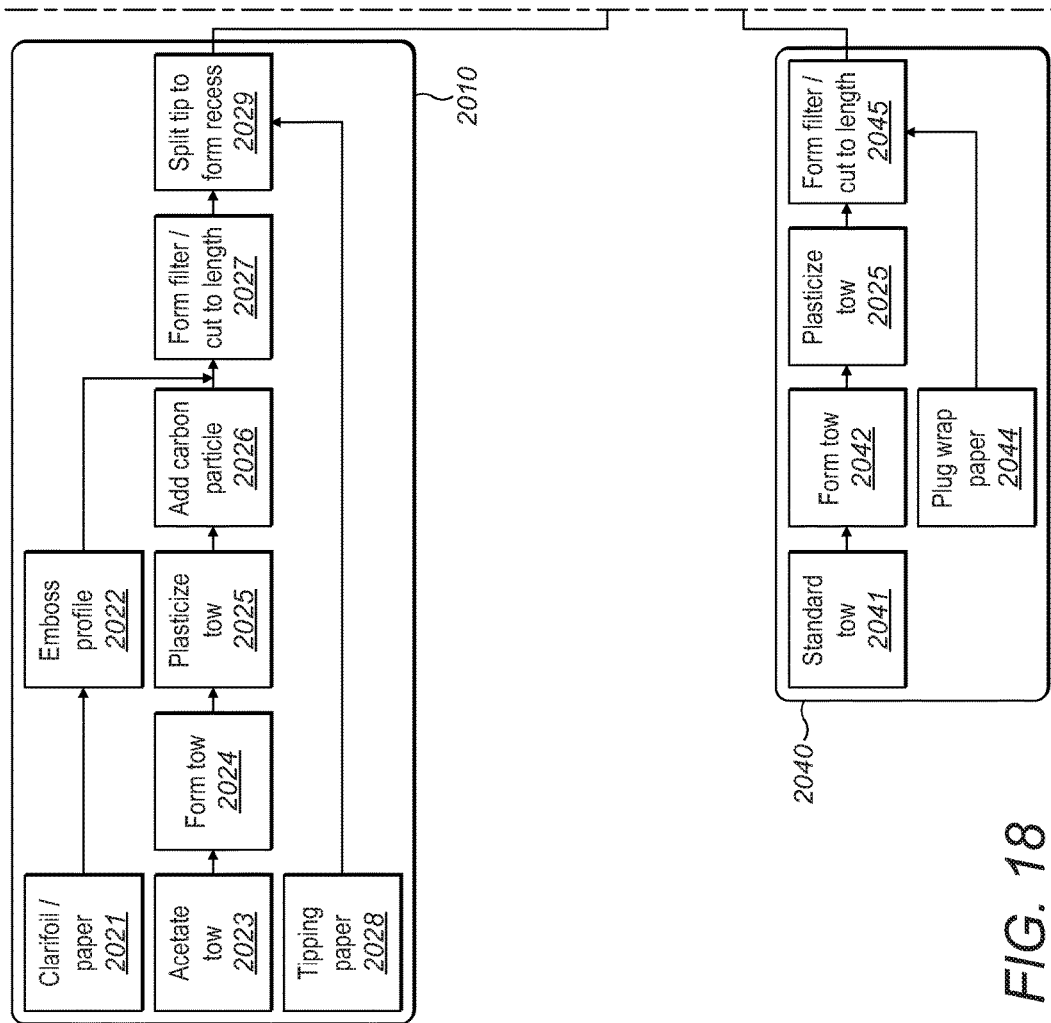 Clarifoil /
paper
2021
Emboss
profile
2022
Acetate
tow
2023
Form tow
2024
Plasticize
tow
2025
Add carbon
particle
2026
Form filter /
cut to length
2027
Split tip to
form recess
2029
Tipping
paper
2028
2010
2040
Standard
tow
2041
Form tow
2042
Plasticize
tow
2025
Form filter /
cut to length
2045
Plug wrap
paper
2044
FIG. 18